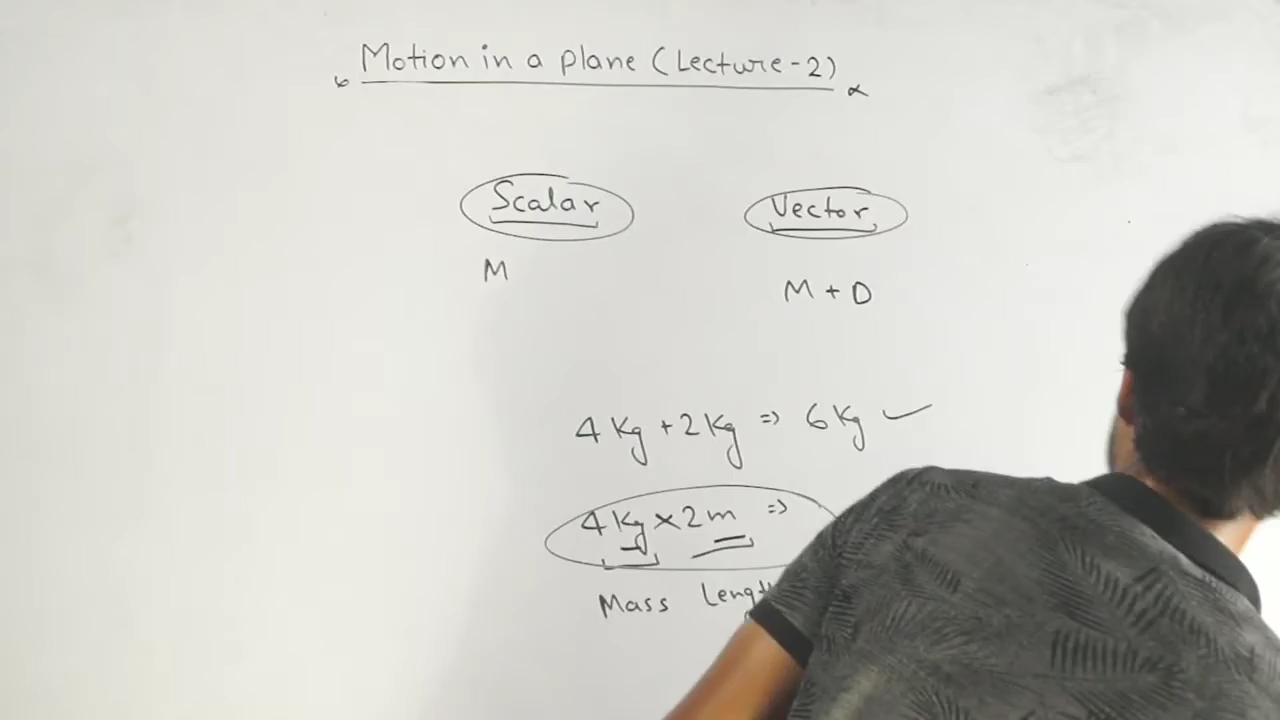 Motion in a plane (Lecture-2)
Scalar
Vector
M
M + D
4 Kg + 2 Kg => 6 Kg ✓
4 Kg × 2 m =>
Mass